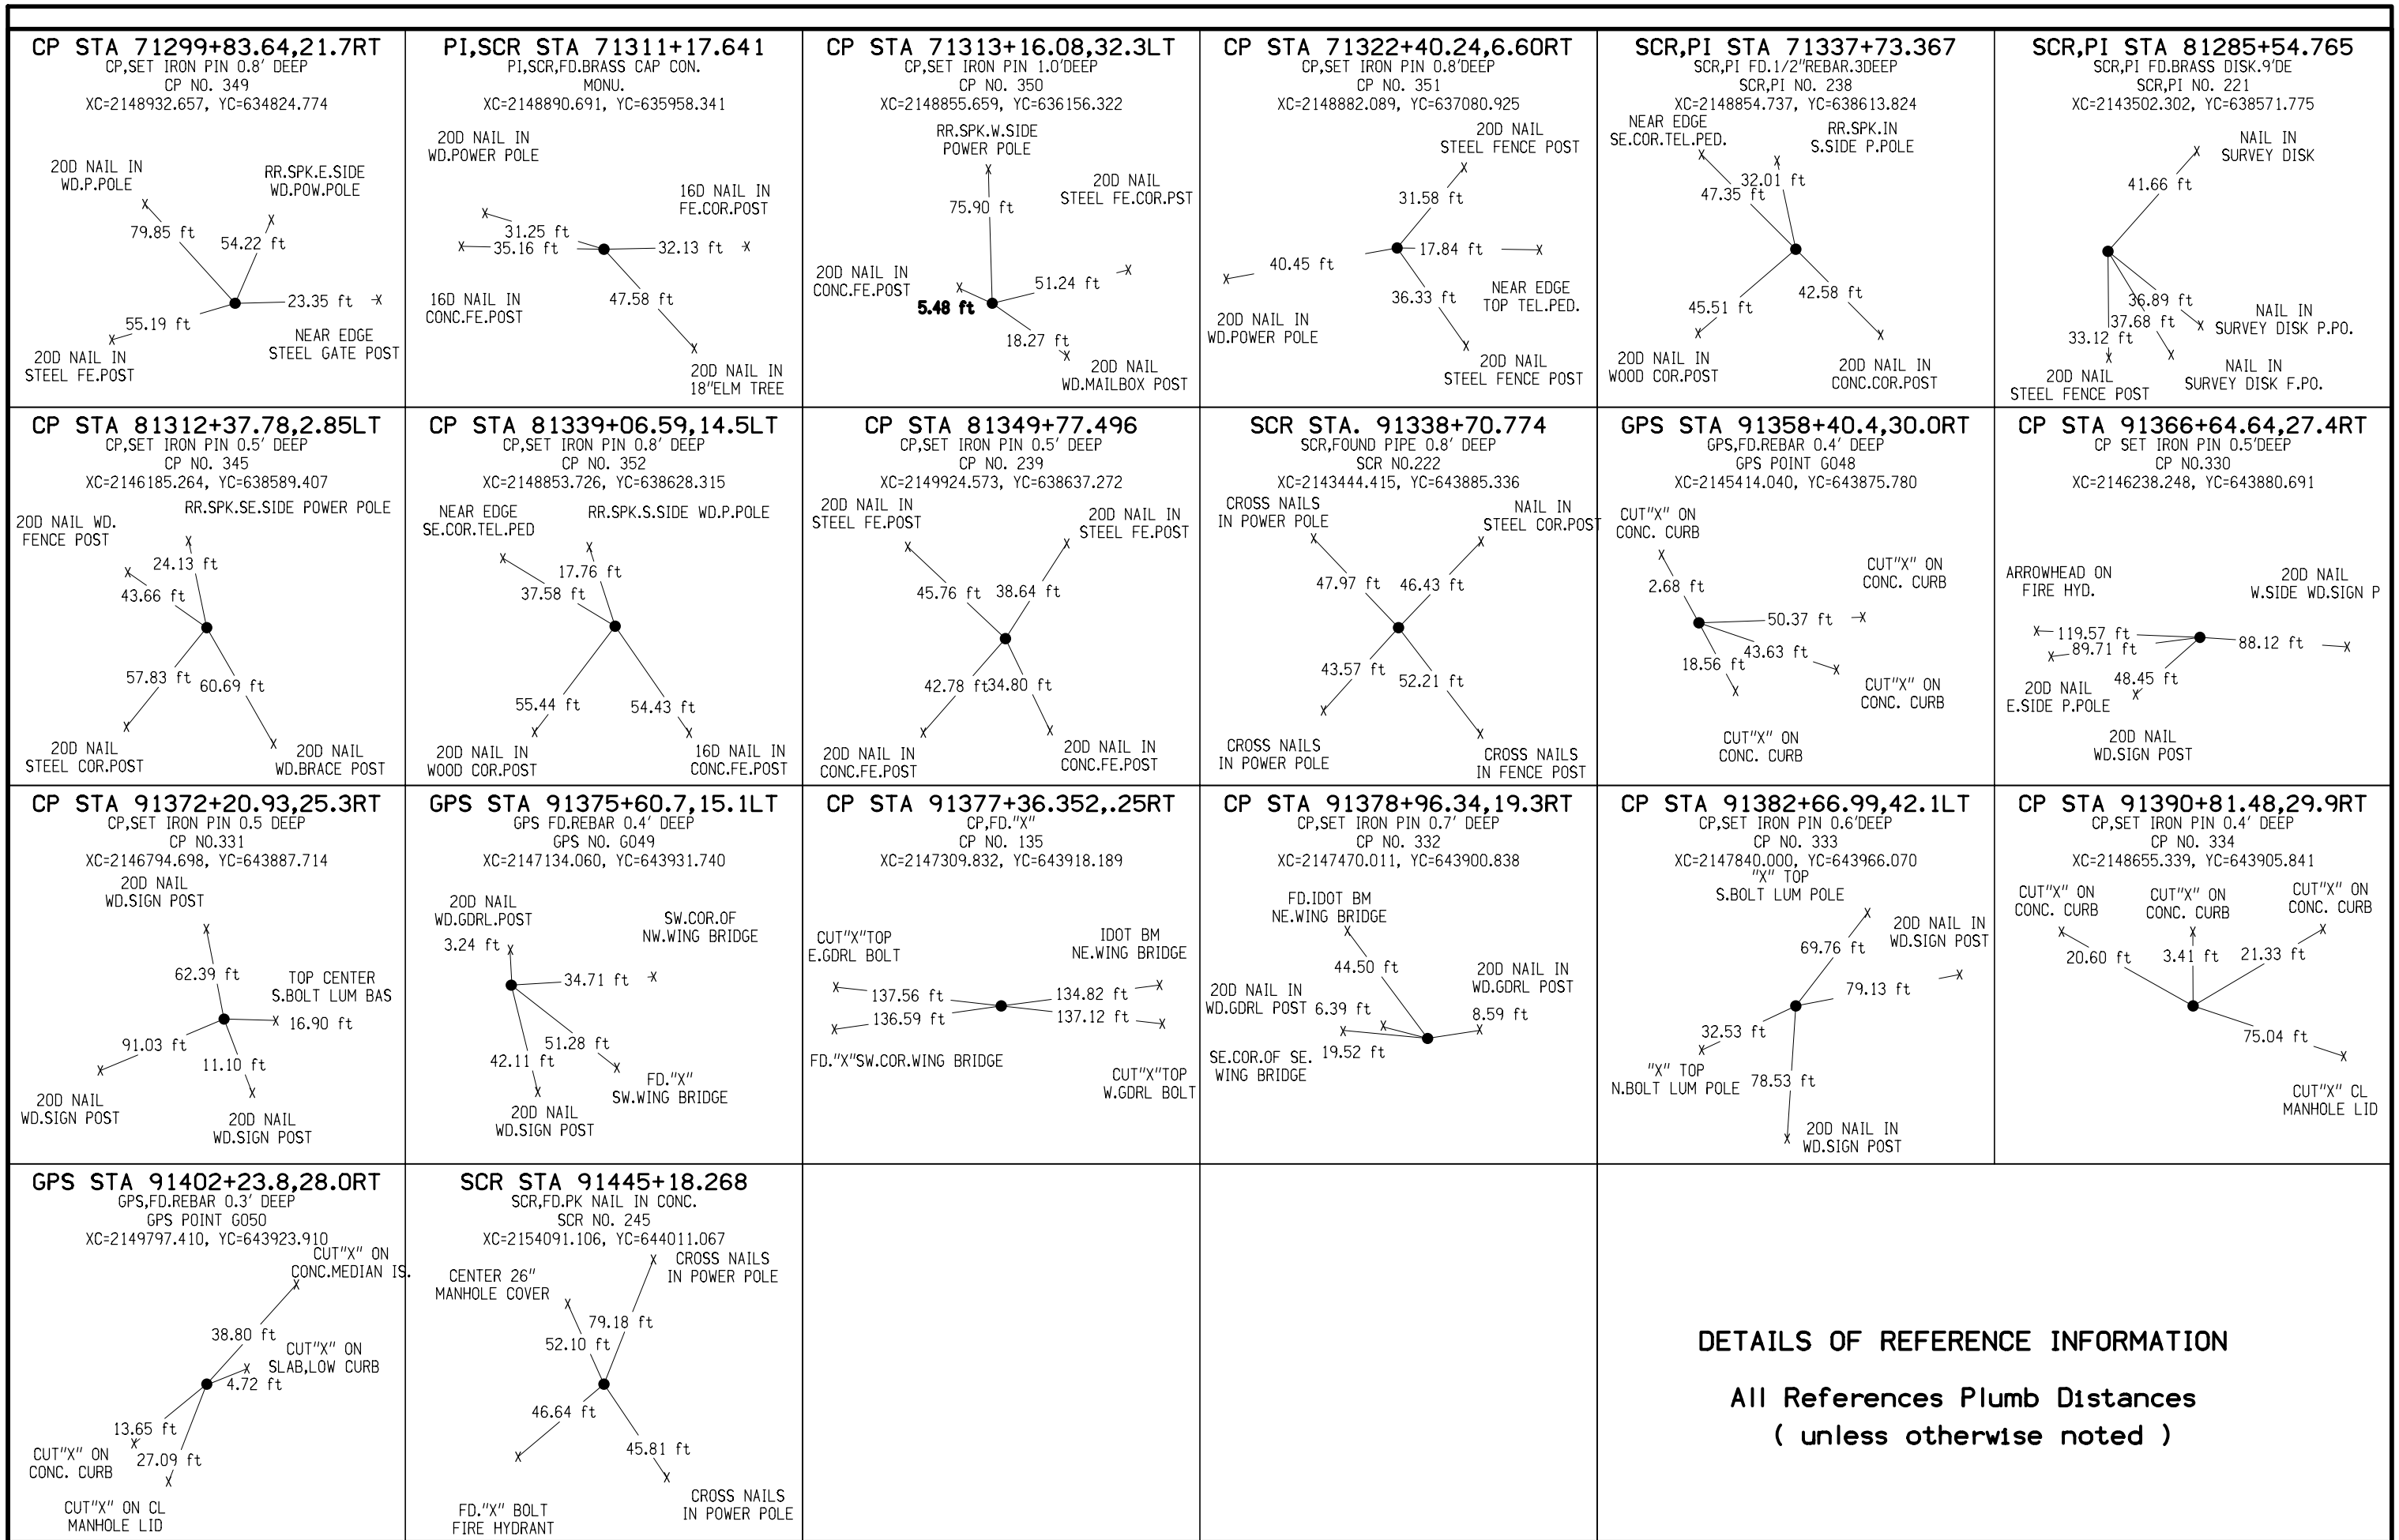 CP STA 71299+83.64,21.7RT
CP,SET IRON PIN 0.8' DEEP
CP NO. 349
XC=2148932.657, YC=634824.774
20D NAIL IN
WD.P.POLE
RR.SPK.E.SIDE
WD.POW.POLE
79.85 ft
54.22 ft
23.35 ft
55.19 ft
NEAR EDGE
STEEL GATE POST
20D NAIL IN
STEEL FE.POST
PI,SCR STA 71311+17.641
PI,SCR,FD.BRASS CAP CON.
MONU.
XC=2148890.691, YC=635958.341
20D NAIL IN
WD.POWER POLE
16D NAIL IN
FE.COR.POST
31.25 ft
35.16 ft
32.13 ft
16D NAIL IN
CONC.FE.POST
47.58 ft
20D NAIL IN
18"ELM TREE
CP STA 71313+16.08,32.3LT
CP,SET IRON PIN 1.0'DEEP
CP NO. 350
XC=2148855.659, YC=636156.322
RR.SPK.W.SIDE
POWER POLE
20D NAIL
STEEL FE.COR.PST
75.90 ft
20D NAIL IN
CONC.FE.POST
51.24 ft
5.48 ft
18.27 ft
20D NAIL
WD.MAILBOX POST
CP STA 71322+40.24,6.60RT
CP,SET IRON PIN 0.8'DEEP
CP NO. 351
XC=2148882.089, YC=637080.925
20D NAIL
STEEL FENCE POST
31.58 ft
17.84 ft
40.45 ft
36.33 ft
NEAR EDGE
TOP TEL.PED.
20D NAIL IN
WD.POWER POLE
20D NAIL
STEEL FENCE POST
SCR,PI STA 71337+73.367
SCR,PI FD.1/2"REBAR.3DEEP
SCR,PI NO. 238
XC=2148854.737, YC=638613.824
NEAR EDGE
SE.COR.TEL.PED.
RR.SPK.IN
S.SIDE P.POLE
32.01 ft
47.35 ft
45.51 ft
42.58 ft
20D NAIL IN
WOOD COR.POST
20D NAIL IN
CONC.COR.POST
SCR,PI STA 81285+54.765
SCR,PI FD.BRASS DISK.9'DE
SCR,PI NO. 221
XC=2143502.302, YC=638571.775
NAIL IN
SURVEY DISK
41.66 ft
36.89 ft
37.68 ft
33.12 ft
NAIL IN
SURVEY DISK P.PO.
20D NAIL
STEEL FENCE POST
NAIL IN
SURVEY DISK F.PO.
CP STA 81312+37.78,2.85LT
CP,SET IRON PIN 0.5' DEEP
CP NO. 345
XC=2146185.264, YC=638589.407
RR.SPK.SE.SIDE POWER POLE
20D NAIL WD.
FENCE POST
24.13 ft
43.66 ft
57.83 ft
60.69 ft
20D NAIL
STEEL COR.POST
20D NAIL
WD.BRACE POST
CP STA 81339+06.59,14.5LT
CP,SET IRON PIN 0.8' DEEP
CP NO. 352
XC=2148853.726, YC=638628.315
NEAR EDGE
SE.COR.TEL.PED
RR.SPK.S.SIDE WD.P.POLE
17.76 ft
37.58 ft
55.44 ft
54.43 ft
20D NAIL IN
WOOD COR.POST
16D NAIL IN
CONC.FE.POST
CP STA 81349+77.496
CP,SET IRON PIN 0.5' DEEP
CP NO. 239
XC=2149924.573, YC=638637.272
20D NAIL IN
STEEL FE.POST
20D NAIL IN
STEEL FE.POST
45.76 ft
38.64 ft
42.78 ft
34.80 ft
20D NAIL IN
CONC.FE.POST
20D NAIL IN
CONC.FE.POST
SCR STA. 91338+70.774
SCR,FOUND PIPE 0.8' DEEP
SCR NO.222
XC=2143444.415, YC=643885.336
CROSS NAILS
IN POWER POLE
NAIL IN
STEEL COR.POST
47.97 ft
46.43 ft
43.57 ft
52.21 ft
CROSS NAILS
IN POWER POLE
CROSS NAILS
IN FENCE POST
GPS STA 91358+40.4,30.0RT
GPS,FD.REBAR 0.4' DEEP
GPS POINT G048
XC=2145414.040, YC=643875.780
CUT"X" ON
CONC. CURB
CUT"X" ON
CONC. CURB
2.68 ft
50.37 ft
43.63 ft
18.56 ft
CUT"X" ON
CONC. CURB
CUT"X" ON
CONC. CURB
CP STA 91366+64.64,27.4RT
CP SET IRON PIN 0.5'DEEP
CP NO.330
XC=2146238.248, YC=643880.691
ARROWHEAD ON
FIRE HYD.
20D NAIL
W.SIDE WD.SIGN P
119.57 ft
89.71 ft
88.12 ft
48.45 ft
20D NAIL
E.SIDE P.POLE
20D NAIL
WD.SIGN POST
CP STA 91372+20.93,25.3RT
CP,SET IRON PIN 0.5 DEEP
CP NO.331
XC=2146794.698, YC=643887.714
20D NAIL
WD.SIGN POST
62.39 ft
TOP CENTER
S.BOLT LUM BAS
16.90 ft
91.03 ft
11.10 ft
20D NAIL
WD.SIGN POST
20D NAIL
WD.SIGN POST
GPS STA 91375+60.7,15.1LT
GPS FD.REBAR 0.4' DEEP
GPS NO. G049
XC=2147134.060, YC=643931.740
20D NAIL
WD.GDRL.POST
SW.COR.OF
NW.WING BRIDGE
3.24 ft
34.71 ft
51.28 ft
42.11 ft
FD."X"
SW.WING BRIDGE
20D NAIL
WD.SIGN POST
CP STA 91377+36.352,.25RT
CP,FD."X"
CP NO. 135
XC=2147309.832, YC=643918.189
CUT"X"TOP
E.GDRL BOLT
IDOT BM
NE.WING BRIDGE
137.56 ft
134.82 ft
136.59 ft
137.12 ft
FD."X"SW.COR.WING BRIDGE
CUT"X"TOP
W.GDRL BOLT
CP STA 91378+96.34,19.3RT
CP,SET IRON PIN 0.7' DEEP
CP NO. 332
XC=2147470.011, YC=643900.838
FD.IDOT BM
NE.WING BRIDGE
44.50 ft
20D NAIL IN
WD.GDRL POST
20D NAIL IN
WD.GDRL POST
6.39 ft
8.59 ft
SE.COR.OF SE.
WING BRIDGE
19.52 ft
CP STA 91382+66.99,42.1LT
CP,SET IRON PIN 0.6'DEEP
CP NO. 333
XC=2147840.000, YC=643966.070
"X" TOP
S.BOLT LUM POLE
20D NAIL IN
WD.SIGN POST
69.76 ft
79.13 ft
32.53 ft
78.53 ft
"X" TOP
N.BOLT LUM POLE
20D NAIL IN
WD.SIGN POST
CP STA 91390+81.48,29.9RT
CP,SET IRON PIN 0.4' DEEP
CP NO. 334
XC=2148655.339, YC=643905.841
CUT"X" ON
CONC. CURB
CUT"X" ON
CONC. CURB
CUT"X" ON
CONC. CURB
20.60 ft
3.41 ft
21.33 ft
75.04 ft
CUT"X" CL
MANHOLE LID
GPS STA 91402+23.8,28.0RT
GPS,FD.REBAR 0.3' DEEP
GPS POINT G050
XC=2149797.410, YC=643923.910
CUT"X" ON
CONC.MEDIAN IS.
38.80 ft
CUT"X" ON
SLAB,LOW CURB
4.72 ft
13.65 ft
27.09 ft
CUT"X" ON
CONC. CURB
CUT"X" ON CL
MANHOLE LID
SCR STA 91445+18.268
SCR,FD.PK NAIL IN CONC.
SCR NO. 245
XC=2154091.106, YC=644011.067
CROSS NAILS
IN POWER POLE
CENTER 26"
MANHOLE COVER
79.18 ft
52.10 ft
46.64 ft
45.81 ft
FD."X" BOLT
FIRE HYDRANT
CROSS NAILS
IN POWER POLE
DETAILS OF REFERENCE INFORMATION
All References Plumb Distances
( unless otherwise noted )